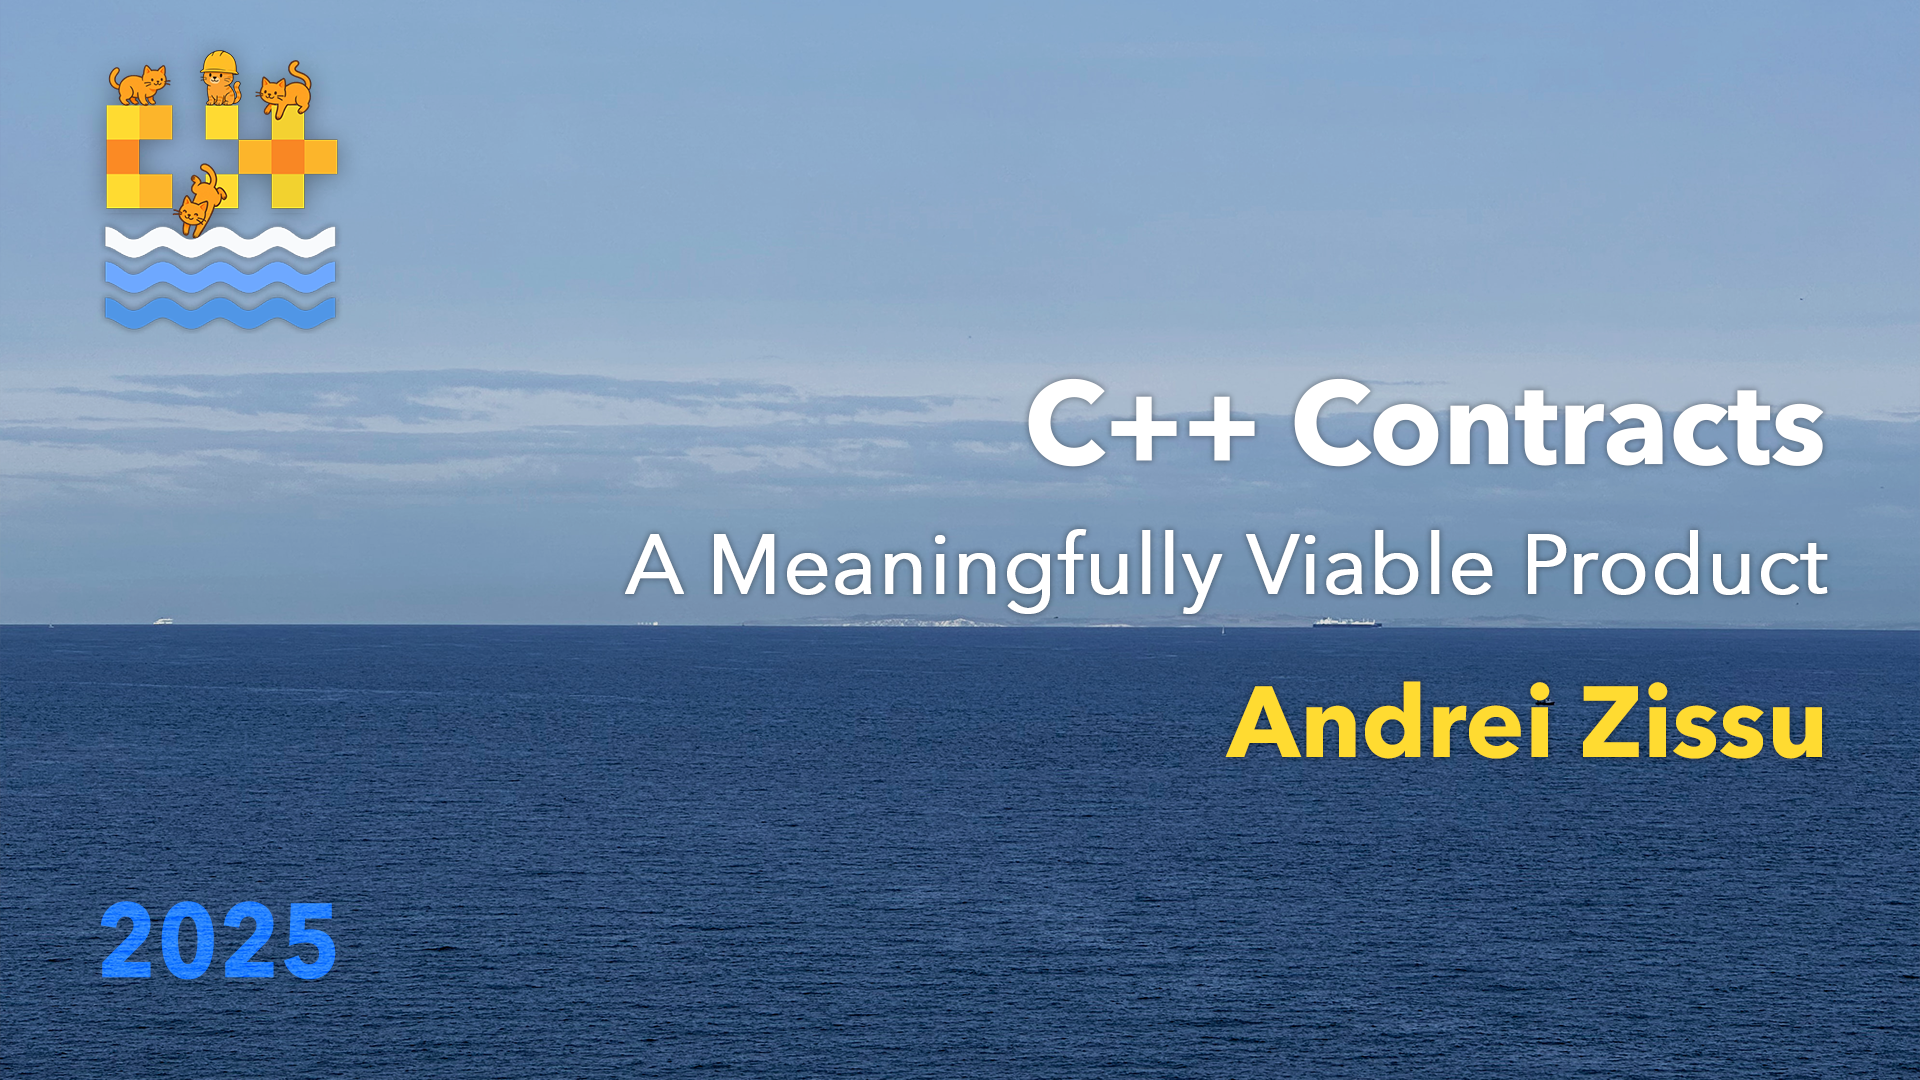 C++ Contracts
A Meaningfully Viable Product
Andrei Zissu
2025